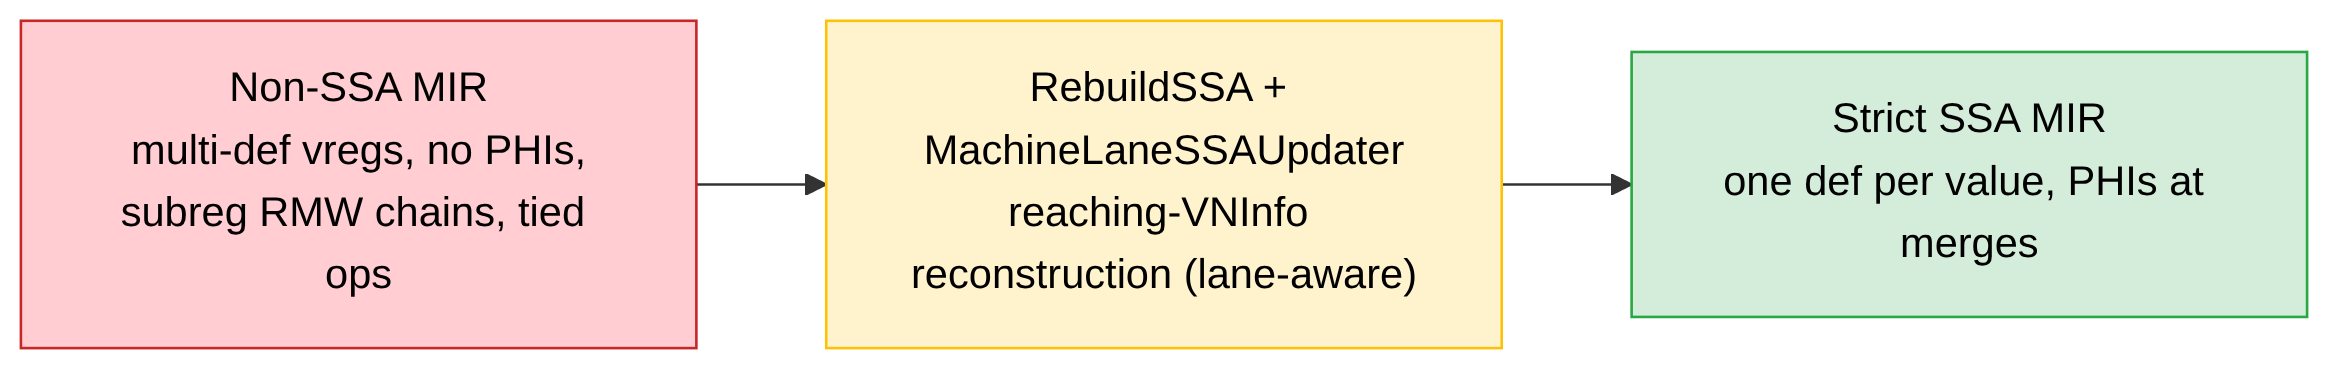 Non-SSA MIR
multi-def vregs, no PHIs,
subreg RMW chains, tied
ops
RebuildSSA +
MachineLaneSSAUpdater
reaching-VNInfo
reconstruction (lane-aware)
Strict SSA MIR
one def per value, PHIs at
merges